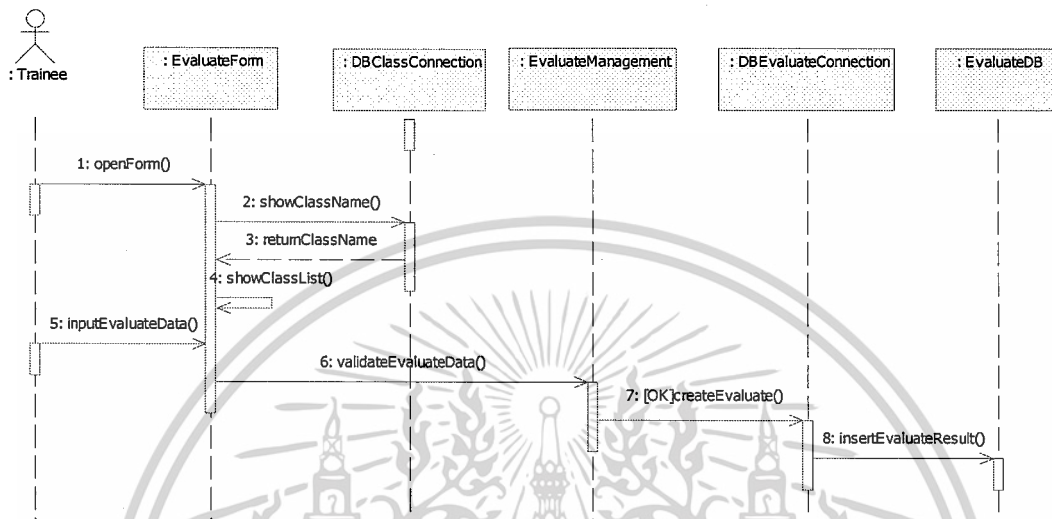 : Trainee
: EvaluateForm
: DBClassConnection
: EvaluateManagement
: DBEvaluateConnection
: EvaluateDB
1: openForm()
2: showClassName()
3: returnClassName
4: showClassList()
5: inputEvaluateData()
6: validateEvaluateData()
7: [OK]createEvaluate()
8: insertEvaluateResult()